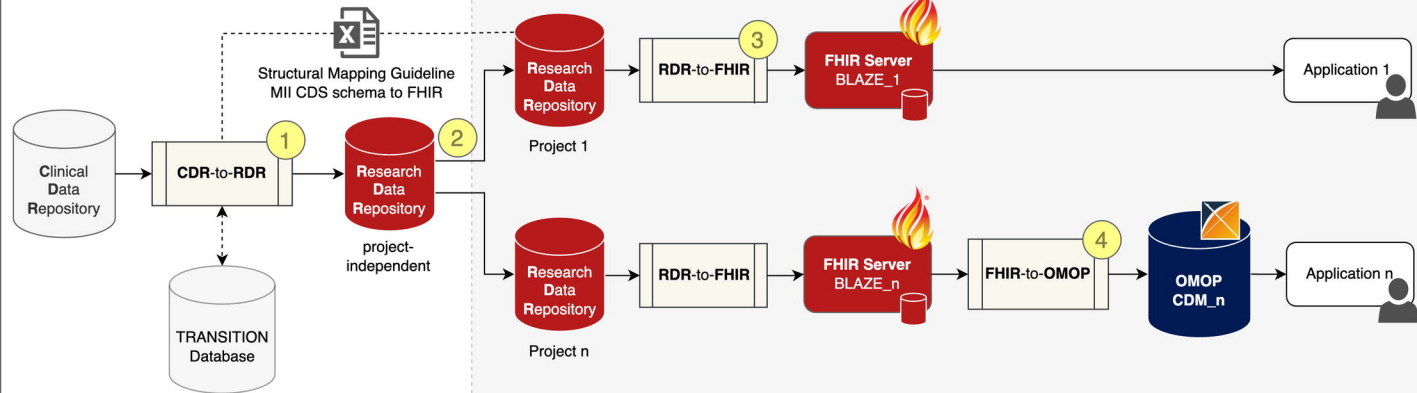 X
Structural Mapping Guideline
MII CDS schema to FHIR
Clinical
Data
Repository
CDR-to-RDR
1
TRANSITION
Database
Research
Data
Repository
project-
independent
2
Research
Data
Repository
Project 1
RDR-to-FHIR
3
FHIR Server
BLAZE_1
Application 1
Research
Data
Repository
Project n
RDR-to-FHIR
FHIR Server
BLAZE_n
FHIR-to-OMOP
4
OMOP
CDM_n
Application n